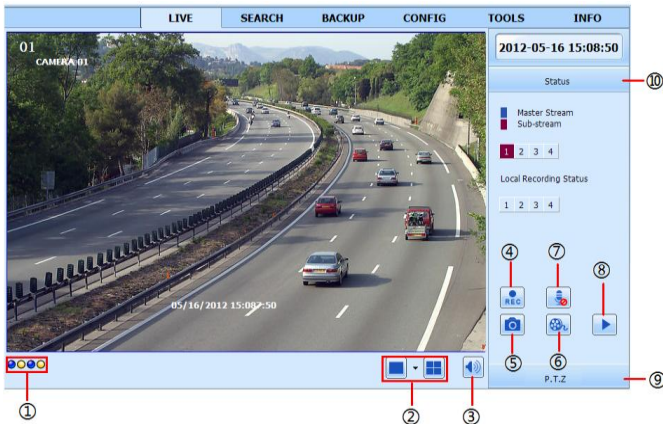 LIVE SEARCH BACKUP CONFIG TOOLS INFO
01
CAMERA 01
2012-05-16 15:08:50
Status
⑩
Master Stream
Sub-stream
1 2 3 4
Local Recording Status
1 2 3 4
④ ⑦ ⑧
REC
⑤ ⑥
05/16/2012 15:08?:50
P.T.Z
⑨
① ② ③